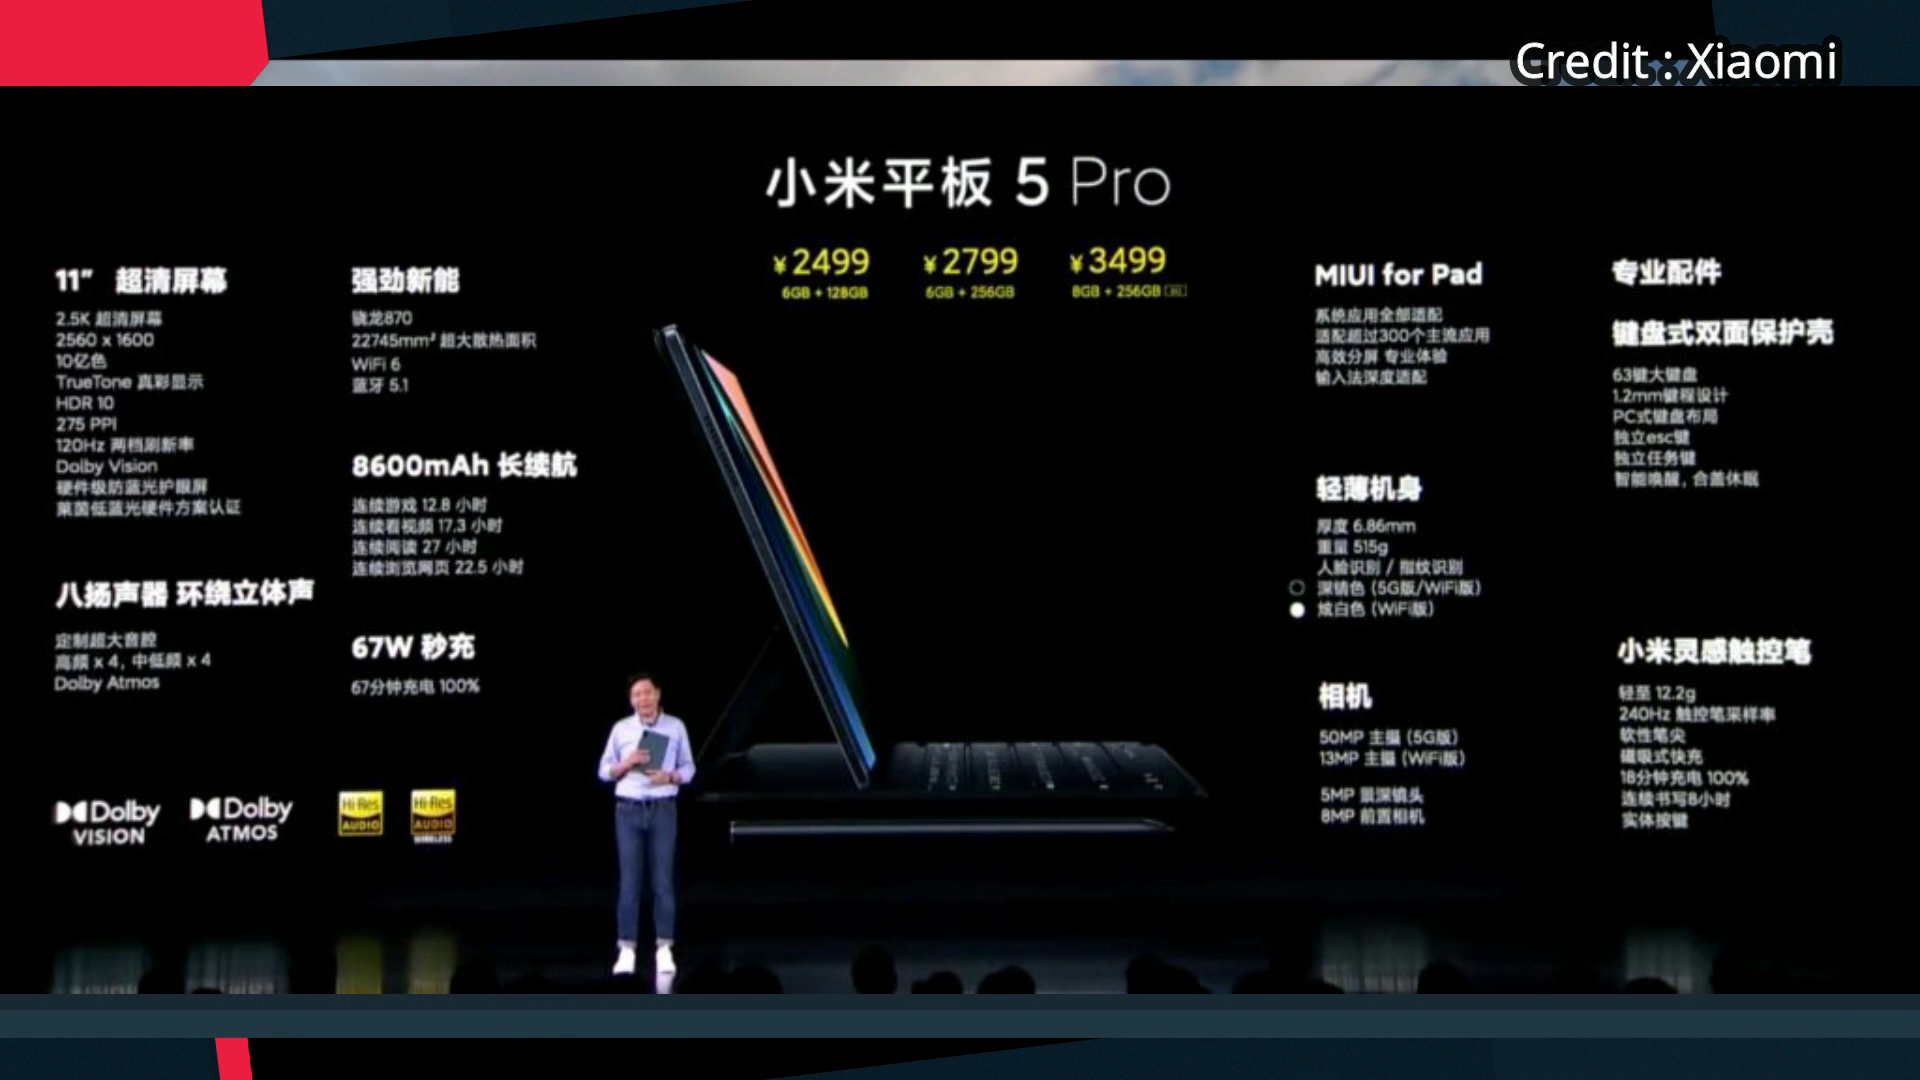 Credit : Xiaomi
小米平板 5 Pro
¥2499
6GB + 128GB
¥2799
6GB + 256GB
¥3499
8GB + 256GB 5G
11” 超清屏幕
2.5K 超清屏幕
2560 x 1600
10亿色
TrueTone 真彩显示
HDR 10
275 PPI
120Hz 两档刷新率
Dolby Vision
硬件级防蓝光护眼屏
莱茵低蓝光硬件方案认证
八扬声器 环绕立体声
定制超大音腔
高频 x 4, 中低频 x 4
Dolby Atmos
Dolby
VISION
Dolby
ATMOS
Hi-Res
AUDIO
Hi-Res
AUDIO
WIRELESS
强劲新能
骁龙870
22745mm² 超大散热面积
WiFi 6
蓝牙 5.1
8600mAh 长续航
连续游戏 12.8 小时
连续看视频 17.3 小时
连续阅读 27 小时
连续浏览网页 22.5 小时
67W 秒充
67分钟充电 100%
MIUI for Pad
系统应用全部适配
适配超过300个主流应用
高效分屏 专业体验
输入法深度适配
轻薄机身
厚度 6.86mm
重量 515g
人脸识别 / 指纹识别
深锖色 (5G版/WiFi版)
炫白色 (WiFi版)
相机
50MP 主摄 (5G版)
13MP 主摄 (WiFi版)
5MP 景深镜头
8MP 前置相机
专业配件
键盘式双面保护壳
63键大键盘
1.2mm键程设计
PC式键盘布局
独立esc键
独立任务键
智能唤醒, 合盖休眠
小米灵感触控笔
轻至 12.2g
240Hz 触控笔采样率
软性笔尖
磁吸式快充
18分钟充电 100%
连续书写8小时
实体按键